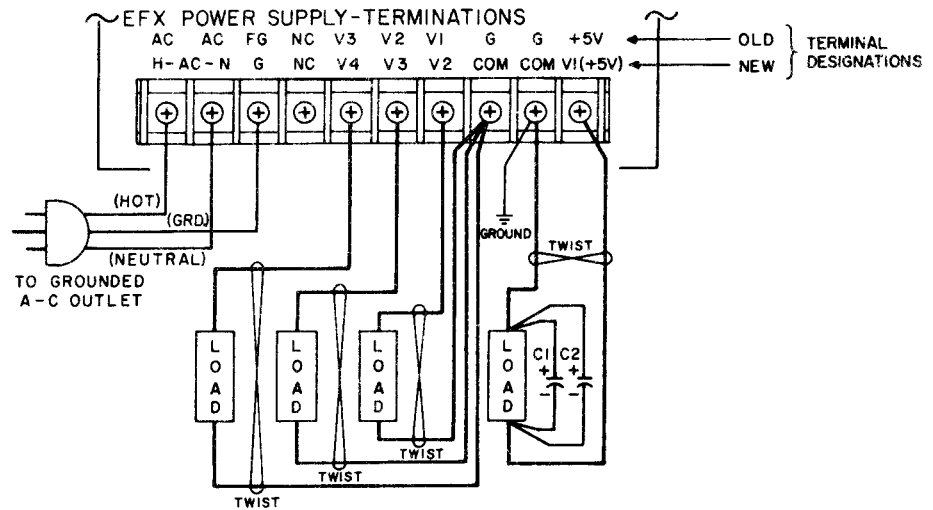 EFX POWER SUPPLY-TERMINATIONS
AC AC FG NC V3 V2 V1 G G +5V OLD
H- AC-N G NC V4 V3 V2 COM COM V1(+5V) NEW
TERMINAL
DESIGNATIONS
(HOT)
(GRD)
(NEUTRAL)
TO GROUNDED
A-C OUTLET
GROUND
TWIST
LOAD
LOAD
LOAD
LOAD
C1 C2
+ +
- -
TWIST
TWIST
TWIST